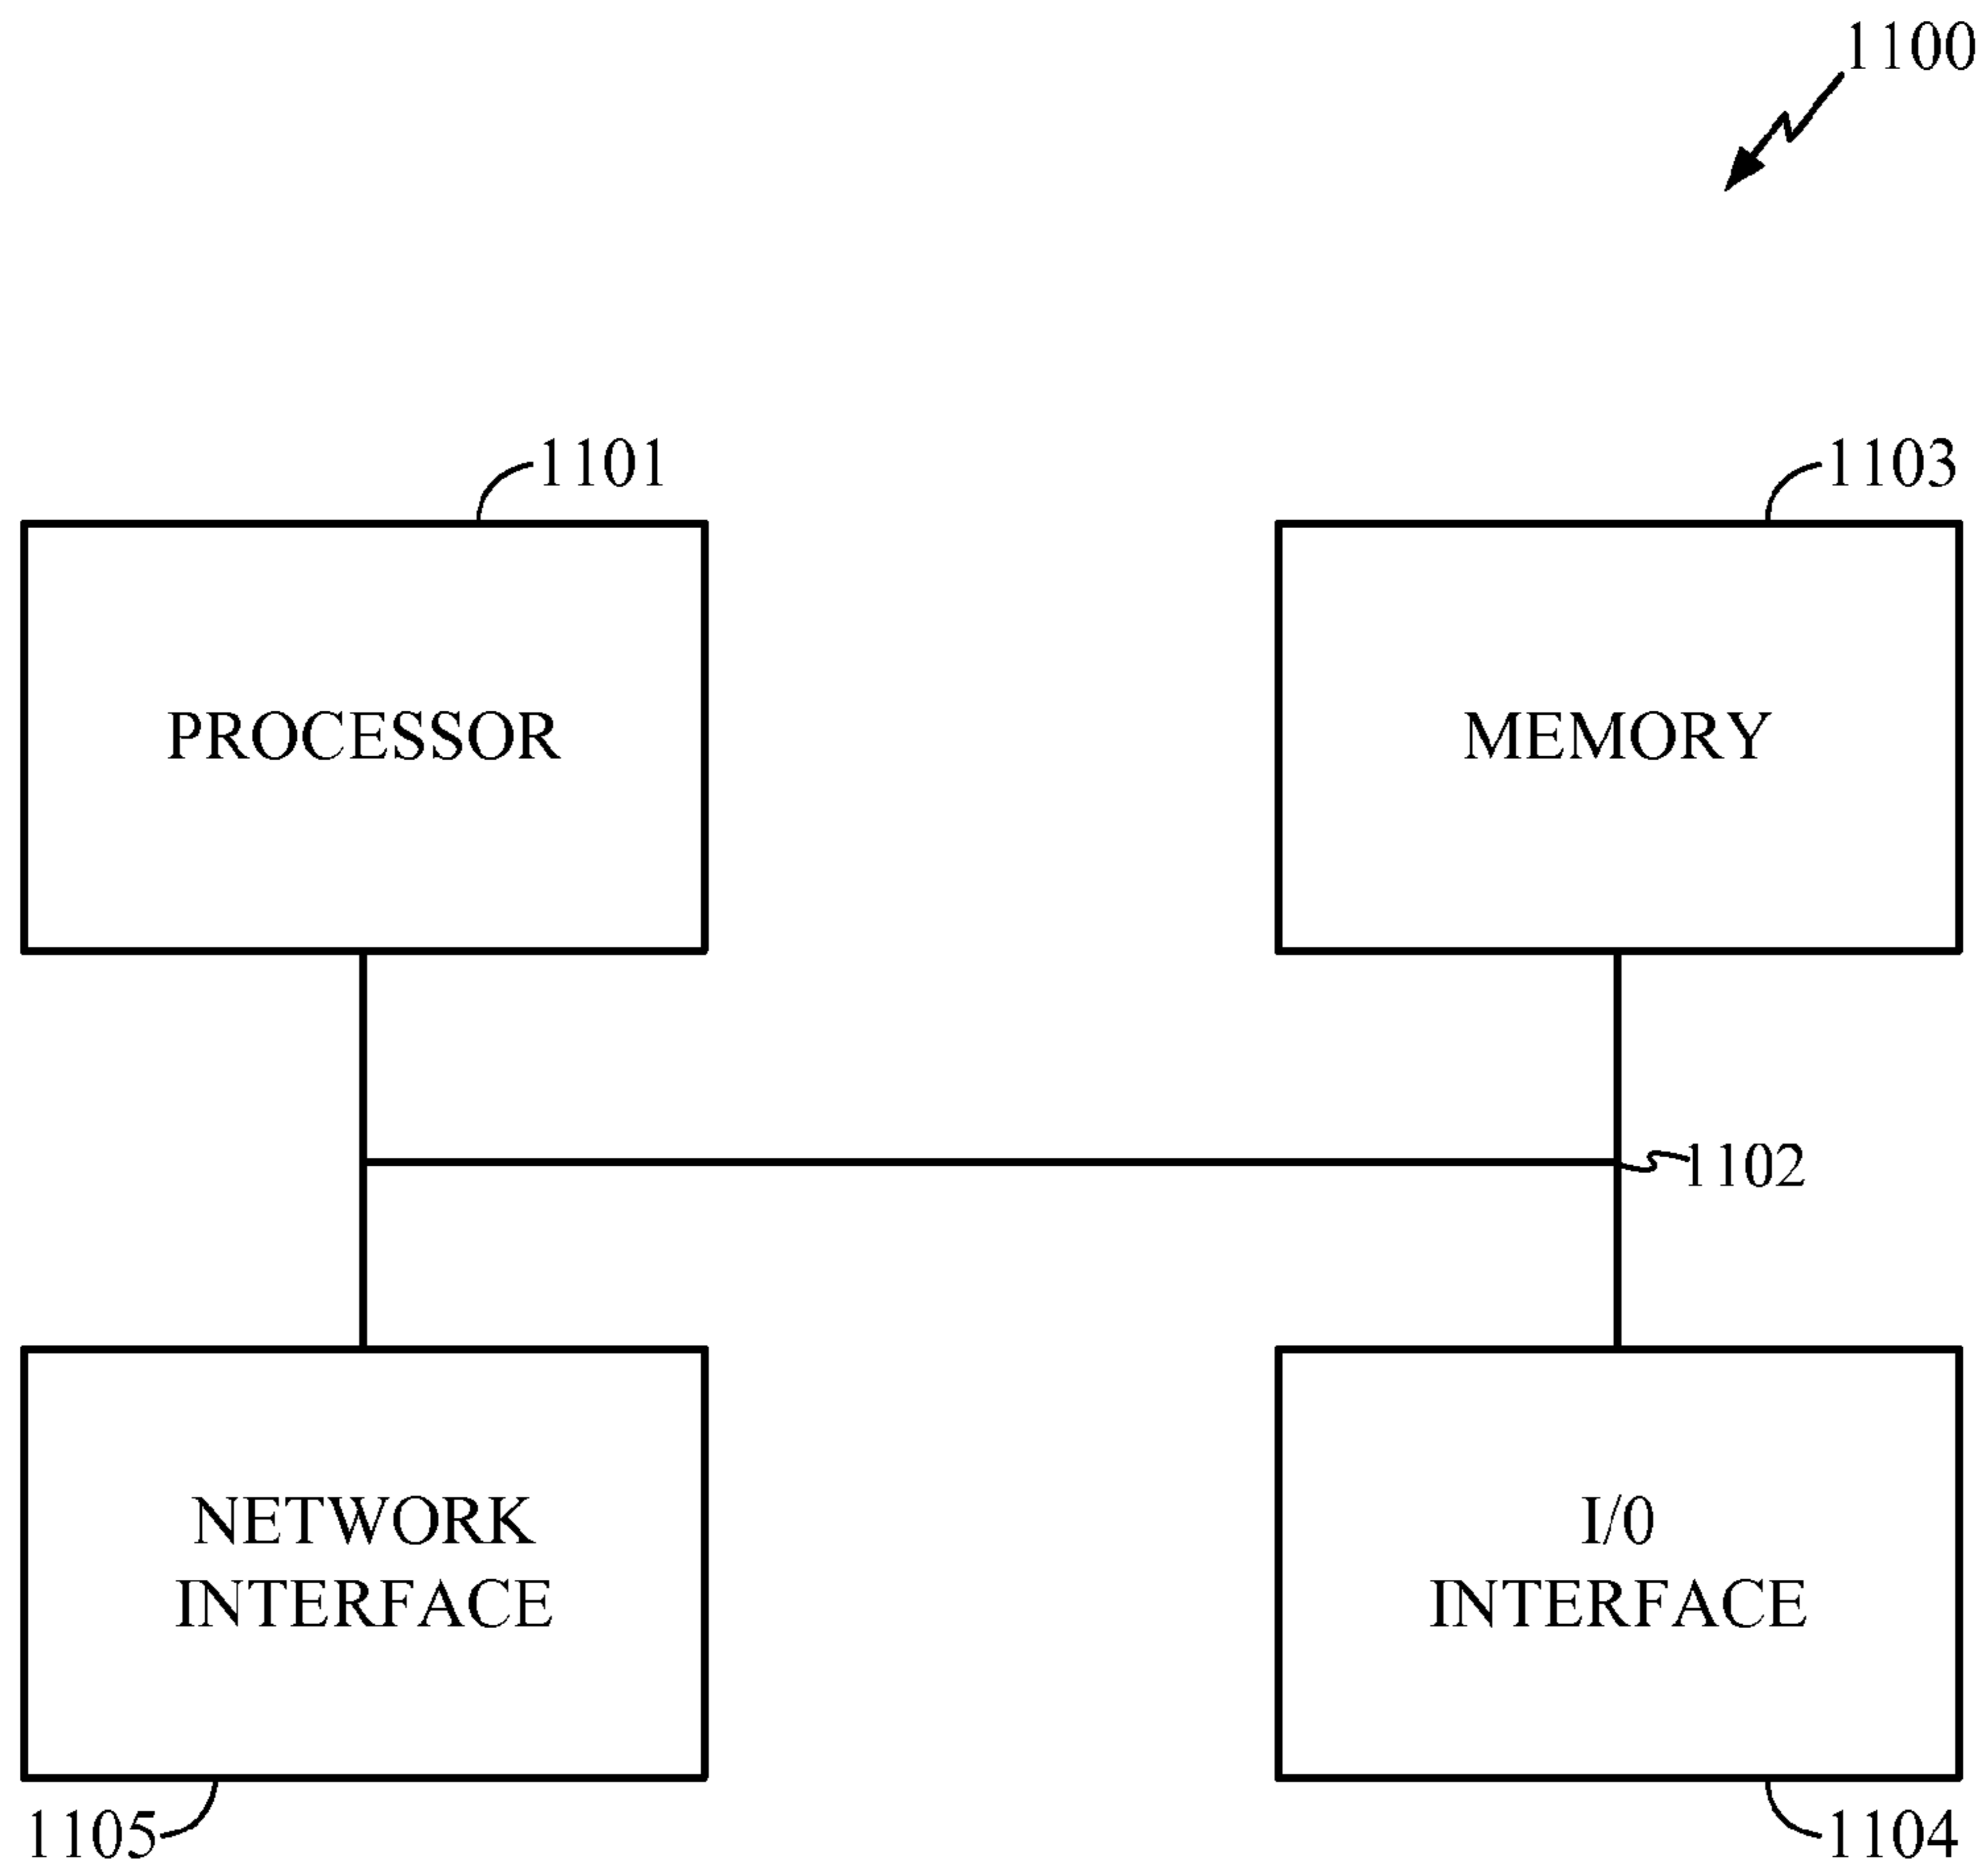 1100
1101
1103
PROCESSOR
MEMORY
1102
NETWORK
INTERFACE
I/0
INTERFACE
1105
1104